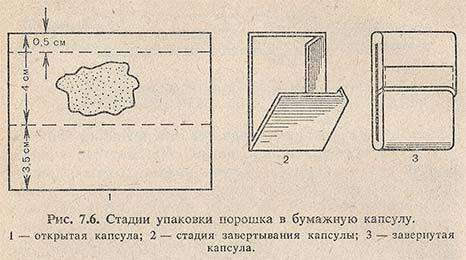 0,5 см
4 см
3,5 см
1
2
3
Рис. 7.6. Стадии упаковки порошка в бумажную капсулу.
1 — открытая капсула; 2 — стадия завертывания капсулы; 3 — завернутая
капсула.